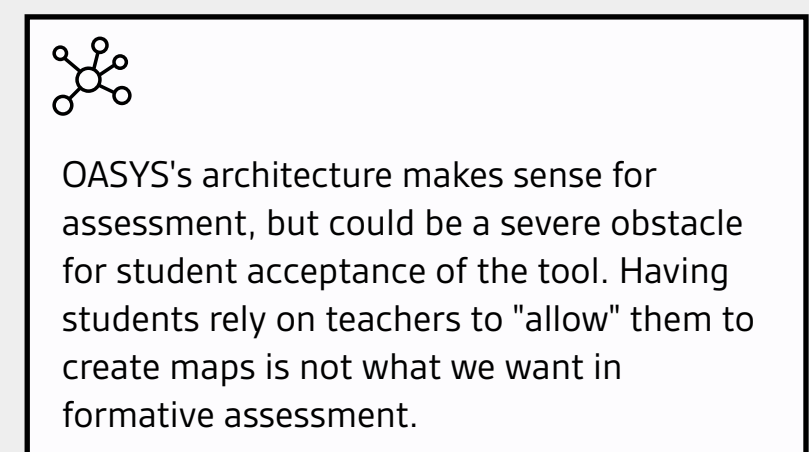 OASYS's architecture makes sense for
assessment, but could be a severe obstacle
for student acceptance of the tool. Having
students rely on teachers to "allow" them to
create maps is not what we want in
formative assessment.